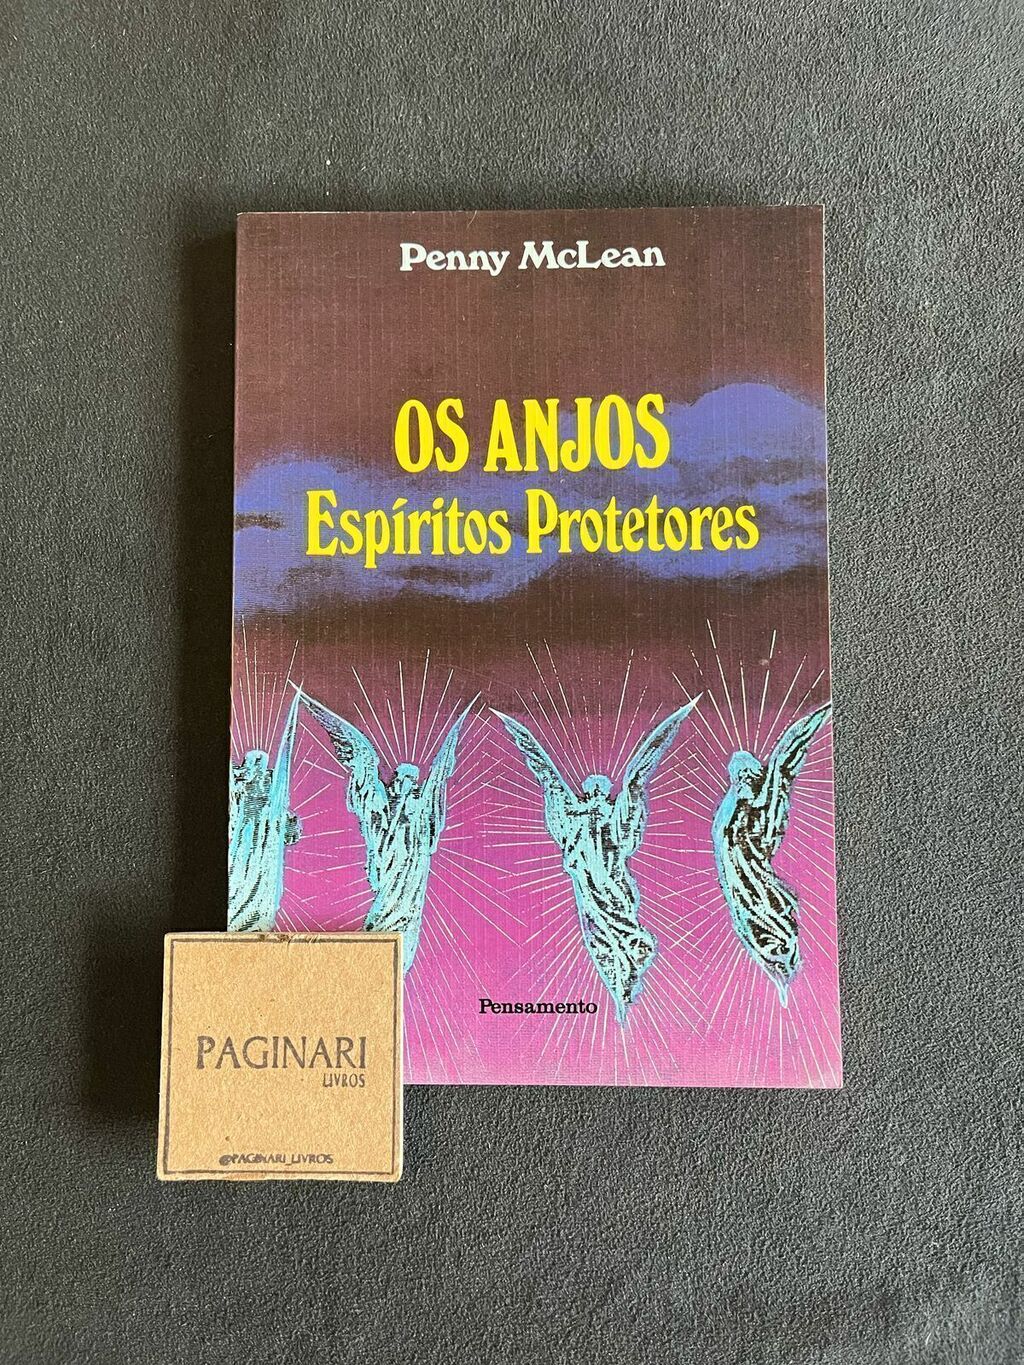 Penny McLean
OS ANJOS
Espíritos Protetores
Pensamento
PAGINARI
LIVROS
@PAGINARI_LIVROS